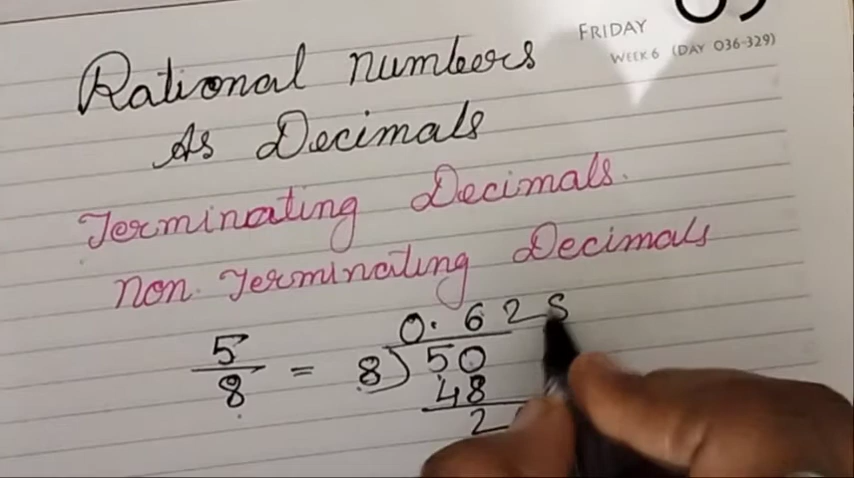 FRIDAY
WEEK 6 (DAY 036-329)
Rational numbers
As Decimals
Terminating Decimals.
Non. Terminating Decimals
0.625
5/8 = 8)50
48
2